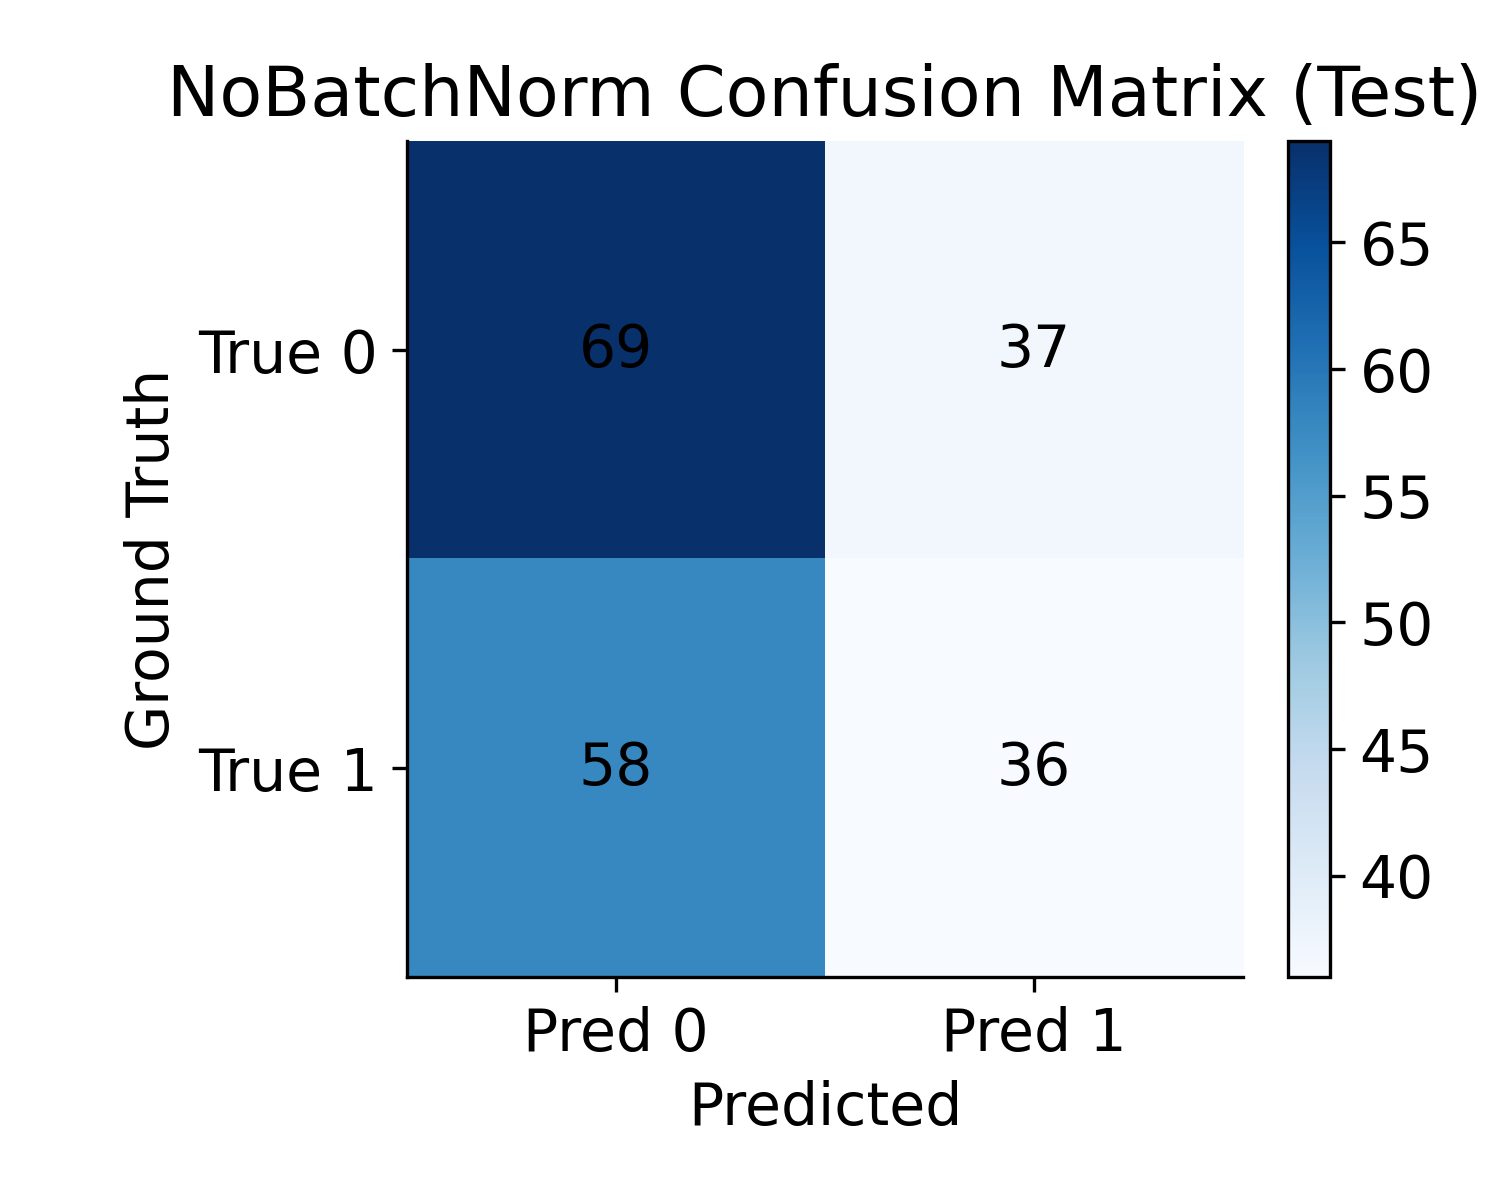 NoBatchNorm Confusion Matrix (Test)
Ground Truth
True 0
69
37
True 1
58
36
Pred 0
Pred 1
Predicted
65
60
55
50
45
40